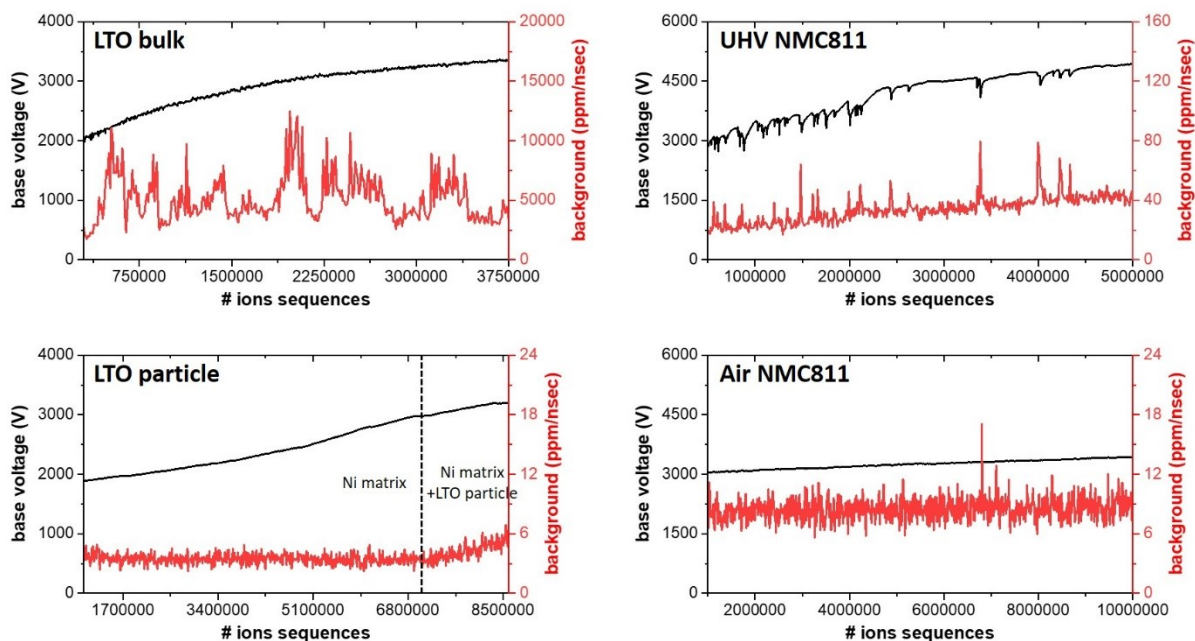 LTO bulk
base voltage (V)
4000
3000
2000
1000
0
20000
15000
10000
5000
0
background (ppm/nsec)
750000 1500000 2250000 3000000 3750000
# ions sequences
UHV NMC811
base voltage (V)
6000
4500
3000
1500
0
160
120
80
40
0
background (ppm/nsec)
1000000 2000000 3000000 4000000 5000000
# ions sequences
LTO particle
base voltage (V)
4000
3000
2000
1000
0
Ni matrix
Ni matrix
+LTO particle
24
18
12
6
0
background (ppm/nsec)
1700000 3400000 5100000 6800000 8500000
# ions sequences
Air NMC811
base voltage (V)
6000
4500
3000
1500
0
24
18
12
6
0
background (ppm/nsec)
2000000 4000000 6000000 8000000 10000000
# ions sequences